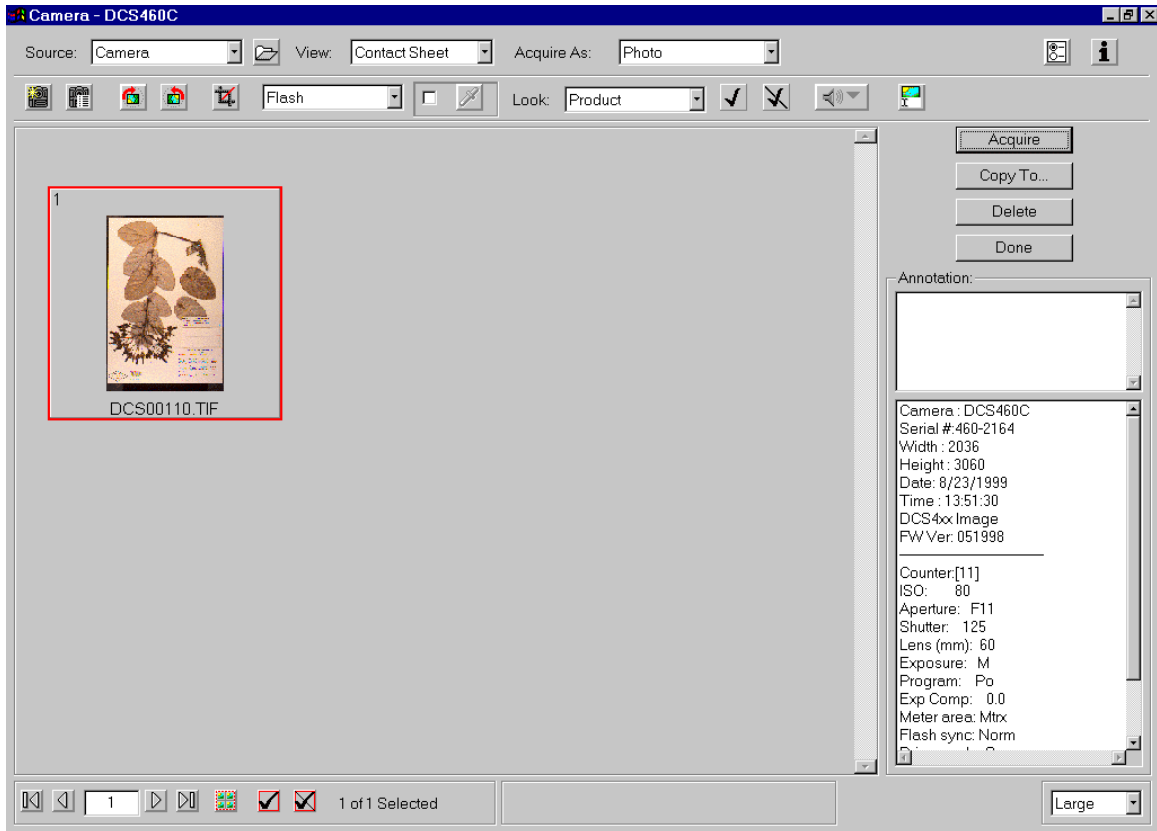 Camera - DCS460C
Source: Camera View: Contact Sheet Acquire As: Photo
Flash Look: Product
1
DCS00110.TIF
Acquire
Copy To...
Delete
Done
Annotation:
Camera : DCS460C
Serial #:460-2164
Width : 2036
Height : 3060
Date: 8/23/1999
Time : 13:51:30
DCS4xx Image
FW Ver: 051998
Counter:[11]
ISO: 80
Aperture: F11
Shutter: 125
Lens (mm): 60
Exposure: M
Program: Po
Exp Comp: 0.0
Meter area: Mtrx
Flash sync: Norm
1 1 of 1 Selected Large